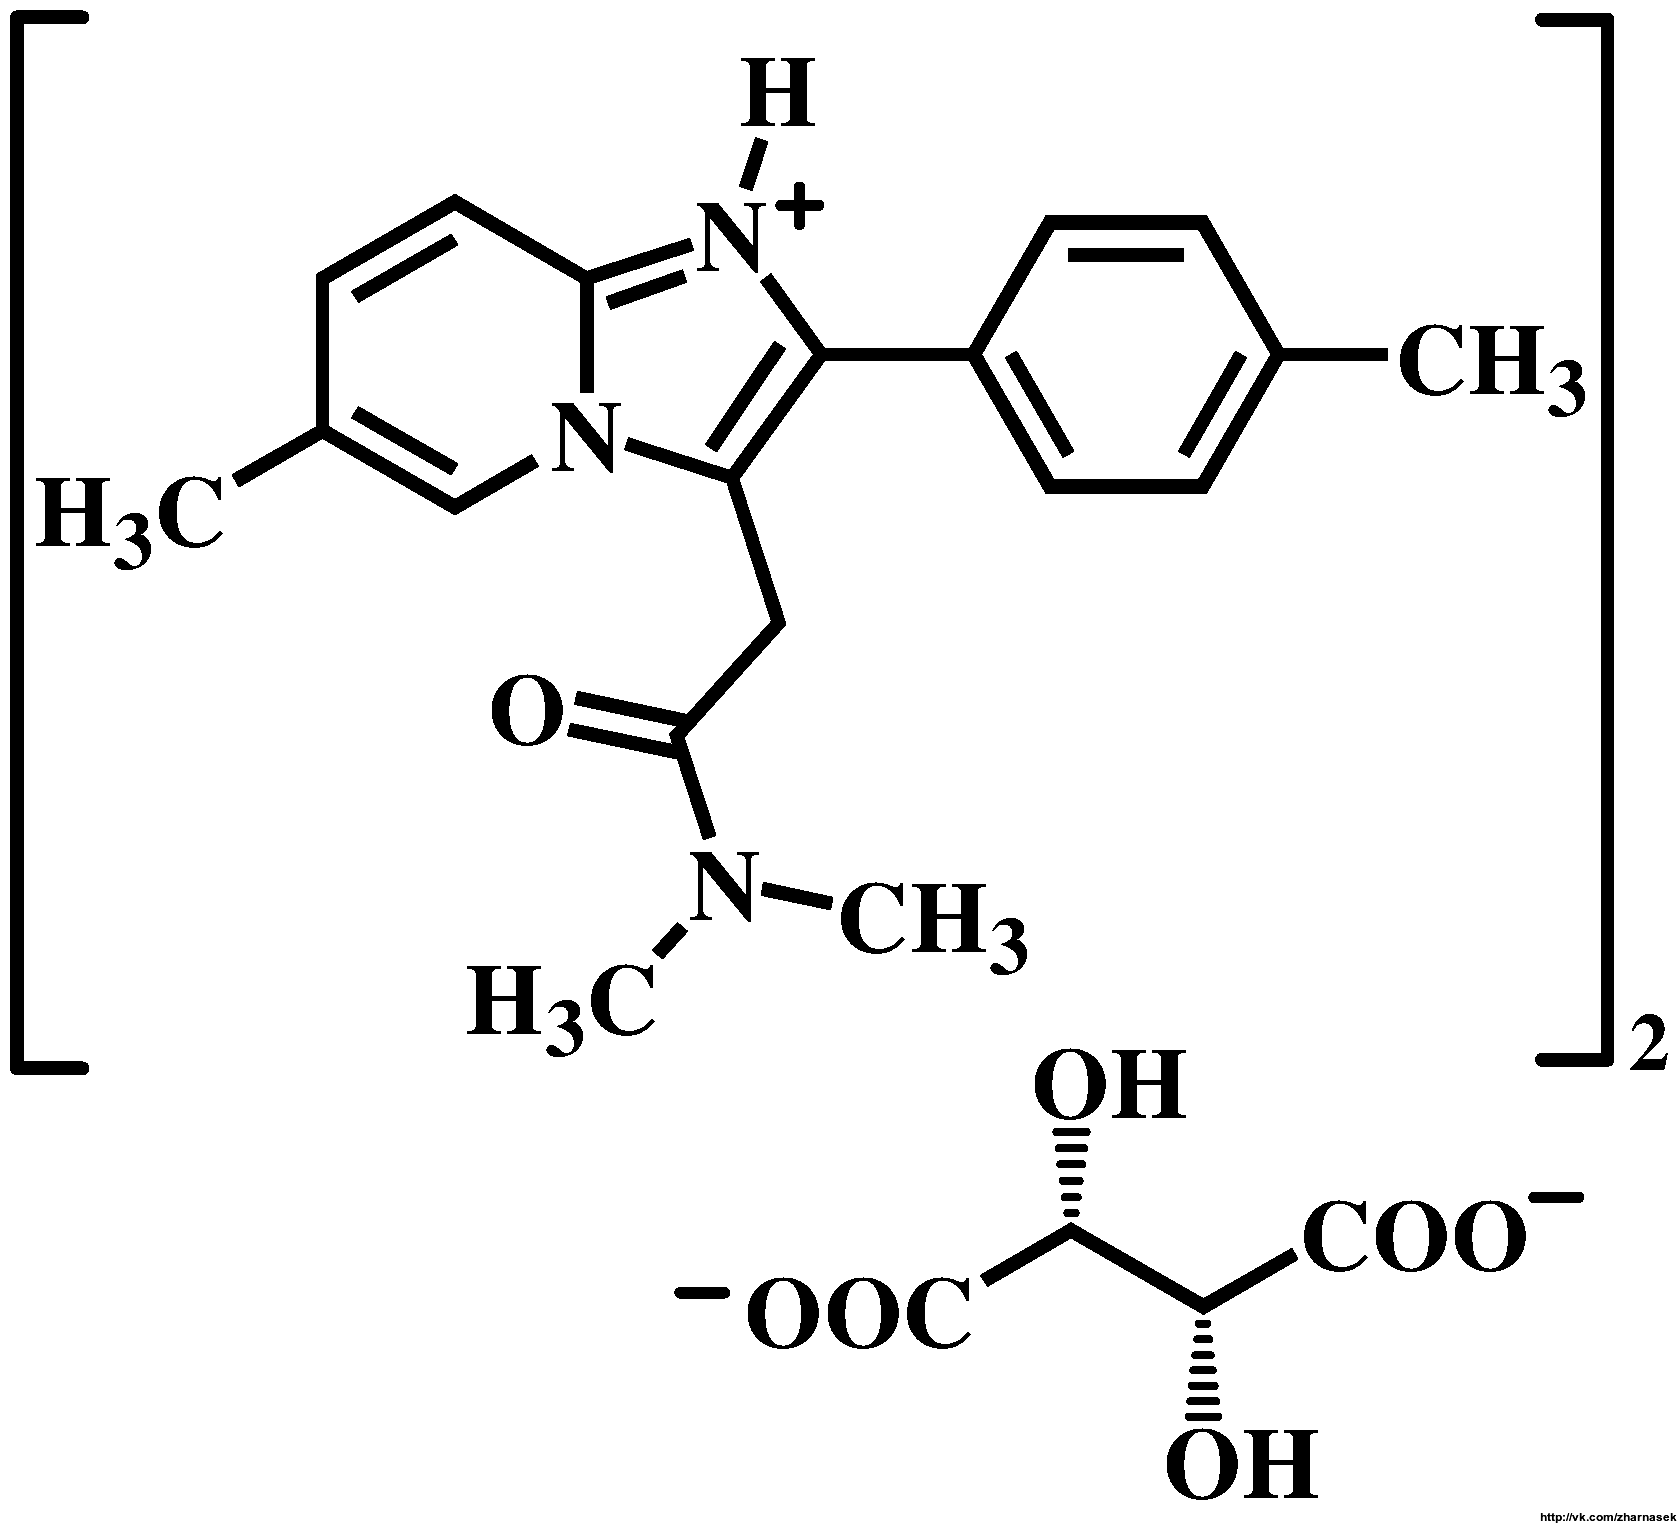 H
N+
CH3
N
H3C
O
N
CH3
H3C
2
OH
COO−
−OOC
OH
http://vk.com/zharnasek